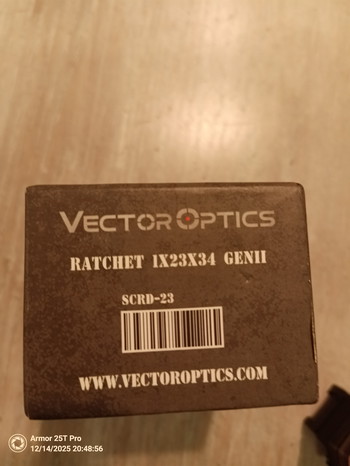 VECTOR OPTICS
RATCHET 1X23X34 GENII
SCRD-23
WWW.VECTOROPTICS.COM
Armor 25T Pro
12/14/2025 20:48:56